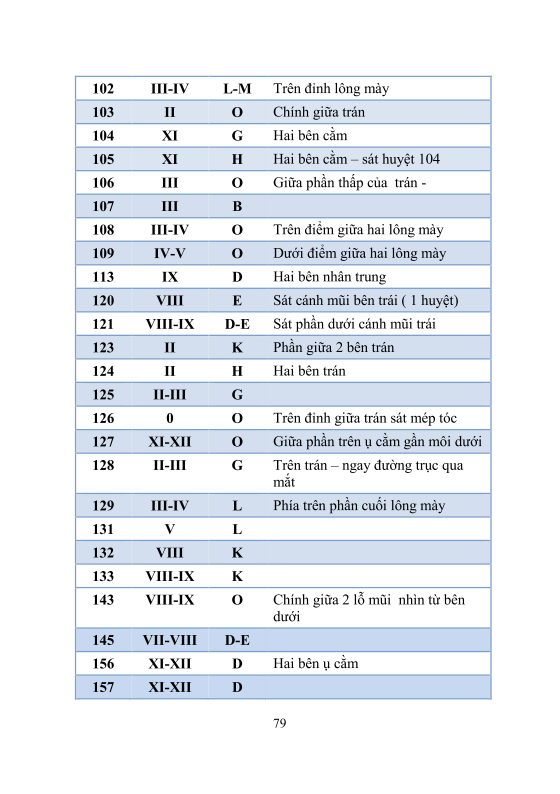 102 III-IV L-M Trên đỉnh lông mày
103 II O Chính giữa trán
104 XI G Hai bên cằm
105 XI H Hai bên cằm – sát huyệt 104
106 III O Giữa phần thấp của trán -
107 III B
108 III-IV O Trên điểm giữa hai lông mày
109 IV-V O Dưới điểm giữa hai lông mày
113 IX D Hai bên nhân trung
120 VIII E Sát cánh mũi bên trái ( 1 huyệt)
121 VIII-IX D-E Sát phần dưới cánh mũi trái
123 II K Phần giữa 2 bên trán
124 II H Hai bên trán
125 II-III G
126 0 O Trên đỉnh giữa trán sát mép tóc
127 XI-XII O Giữa phần trên ụ cằm gần môi dưới
128 II-III G Trên trán – ngay đường trục qua
mắt
129 III-IV L Phía trên phần cuối lông mày
131 V L
132 VIII K
133 VIII-IX K
143 VIII-IX O Chính giữa 2 lỗ mũi nhìn từ bên
dưới
145 VII-VIII D-E
156 XI-XII D Hai bên ụ cằm
157 XI-XII D
79